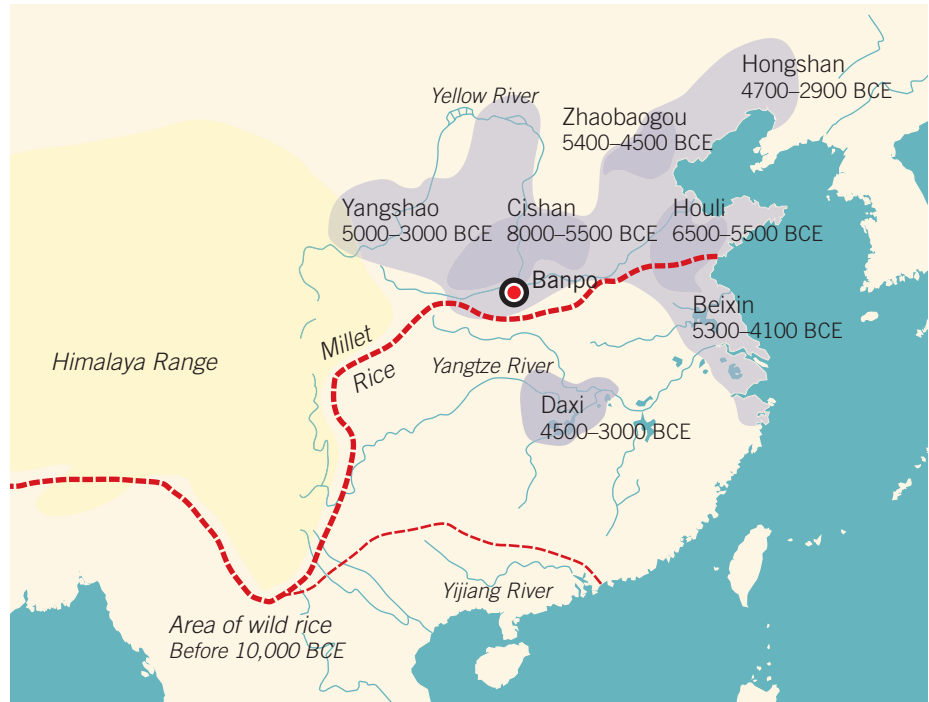 Hongshan
4700–2900 BCE
Yellow River
Zhaobaogou
5400–4500 BCE
Yangshao
5000–3000 BCE
Cishan
8000–5500 BCE
Houli
6500–5500 BCE
Banpo
Beixin
5300–4100 BCE
Millet
Rice
Himalaya Range
Yangtze River
Daxi
4500–3000 BCE
Yijiang River
Area of wild rice
Before 10,000 BCE